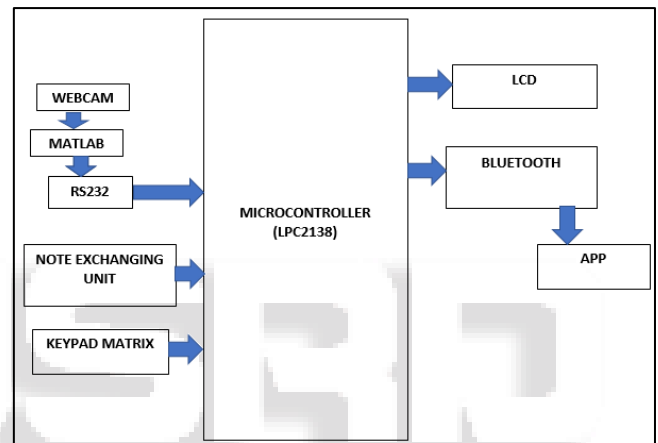 WEBCAM
MATLAB
RS232
NOTE EXCHANGING
UNIT
KEYPAD MATRIX
MICROCONTROLLER
(LPC2138)
LCD
BLUETOOTH
APP